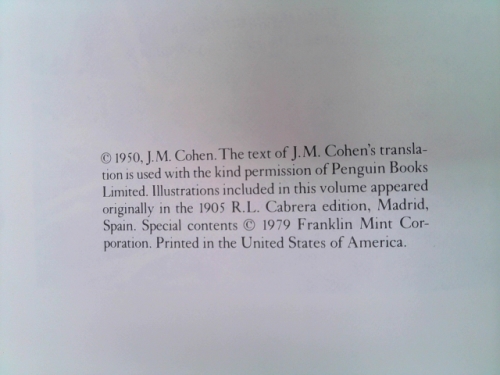 © 1950, J.M. Cohen. The text of J.M. Cohen's transla-
tion is used with the kind permission of Penguin Books
Limited. Illustrations included in this volume appeared
originally in the 1905 R.L. Cabrera edition, Madrid,
Spain. Special contents © 1979 Franklin Mint Cor-
poration. Printed in the United States of America.